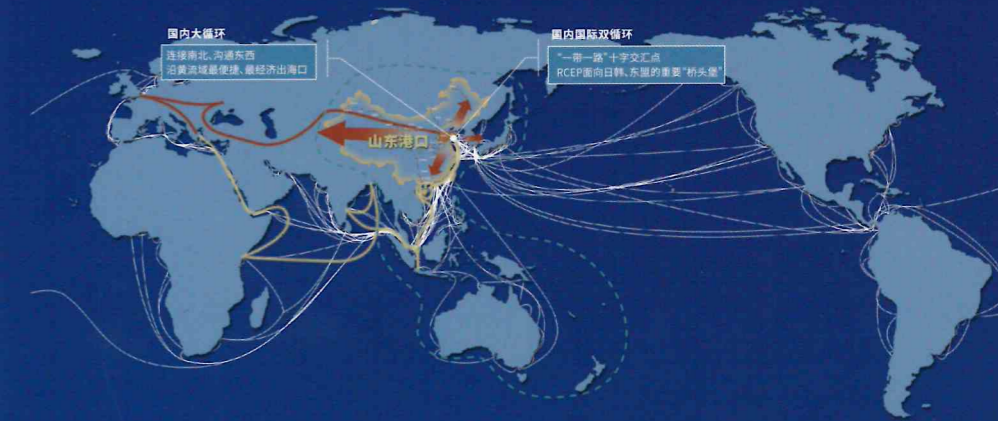 国内大循环
连接南北、沟通东西
沿黄流域最便捷、最经济出海口
国内国际双循环
“一带一路”十字交汇点
RCEP面向日韩、东盟的重要“桥头堡”
山东港口